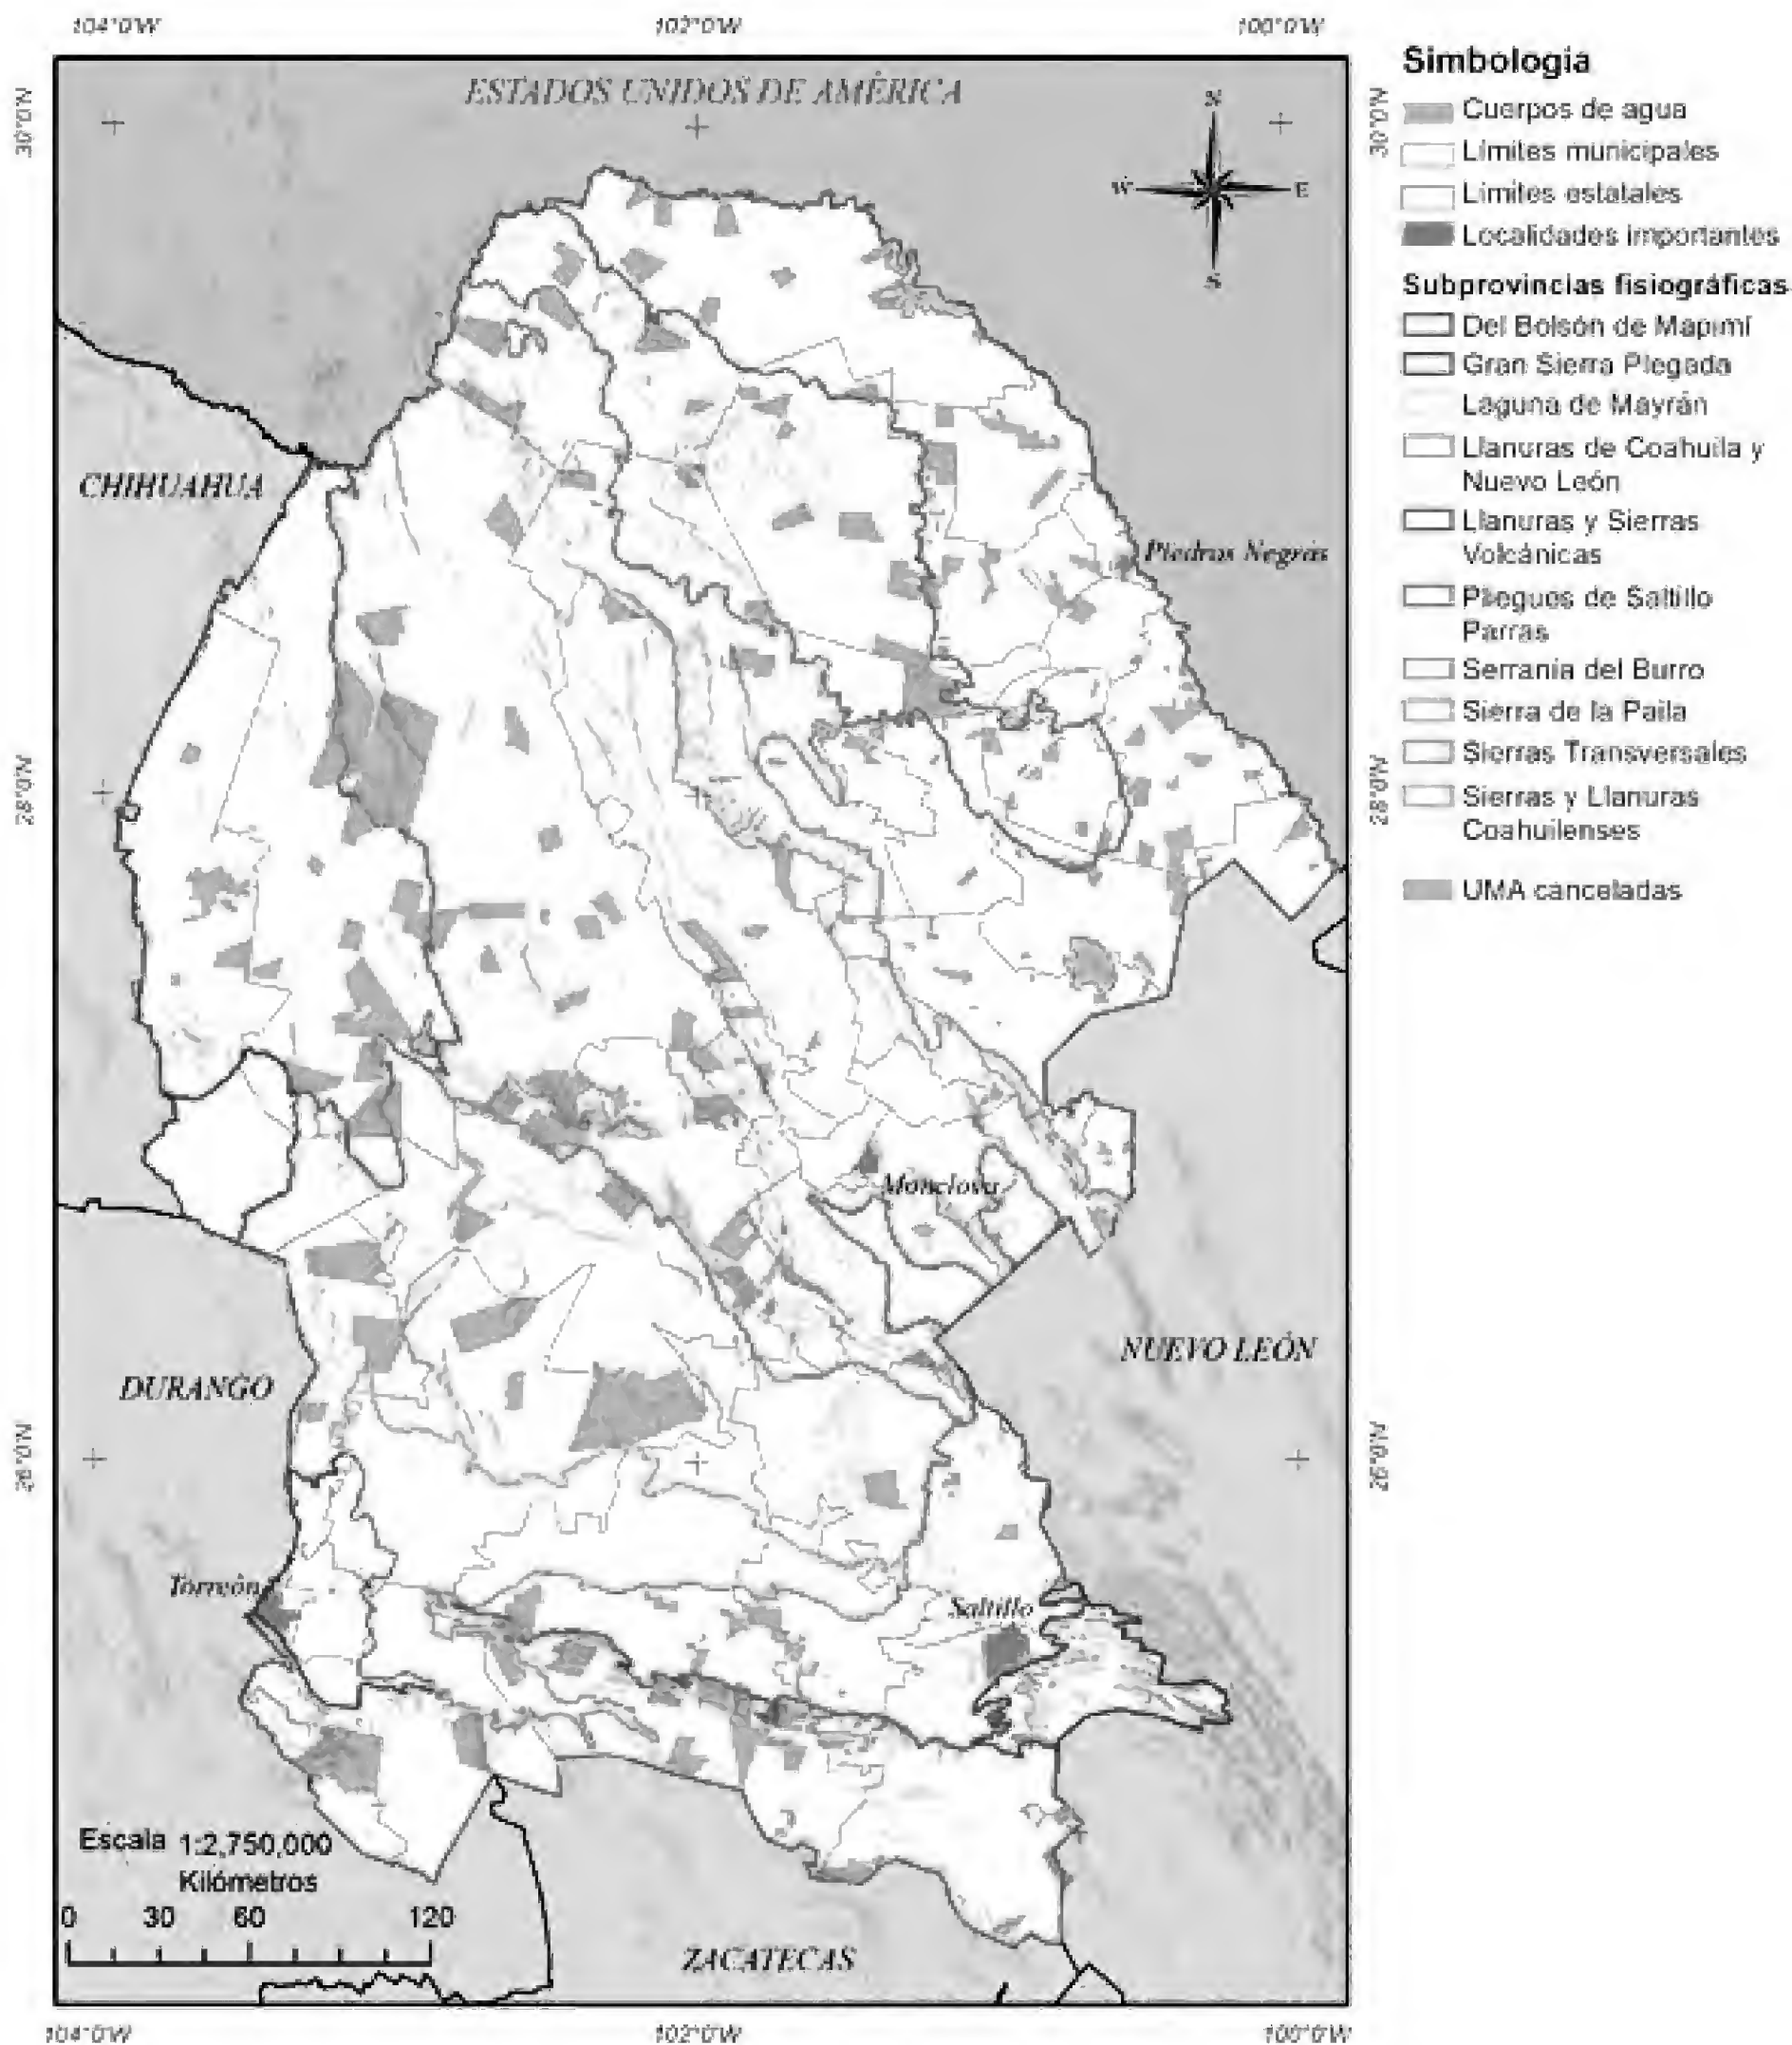 104°0'W 102°0'W 100°0'W
ESTADOS UNIDOS DE AMÉRICA
30°0'N
30°0'N
N
W E
S
CHIHUAHUA
Piedras Negras
28°0'N
28°0'N
Monclova
NUEVO LEÓN
DURANGO
26°0'N
26°0'N
Torreón
Saltillo
Escala 1:2,750,000
Kilómetros
0 30 60 120
ZACATECAS
104°0'W 102°0'W 100°0'W
Simbología
Cuerpos de agua
Límites municipales
Límites estatales
Localidades importantes
Subprovincias fisiográficas
Del Bolsón de Mapimí
Gran Sierra Plegada
Laguna de Mayrán
Llanuras de Coahuila y
Nuevo León
Llanuras y Sierras
Volcánicas
Pliegues de Saltillo
Parras
Serranía del Burro
Sierra de la Paila
Sierras Transversales
Sierras y Llanuras
Coahuilenses
UMA canceladas